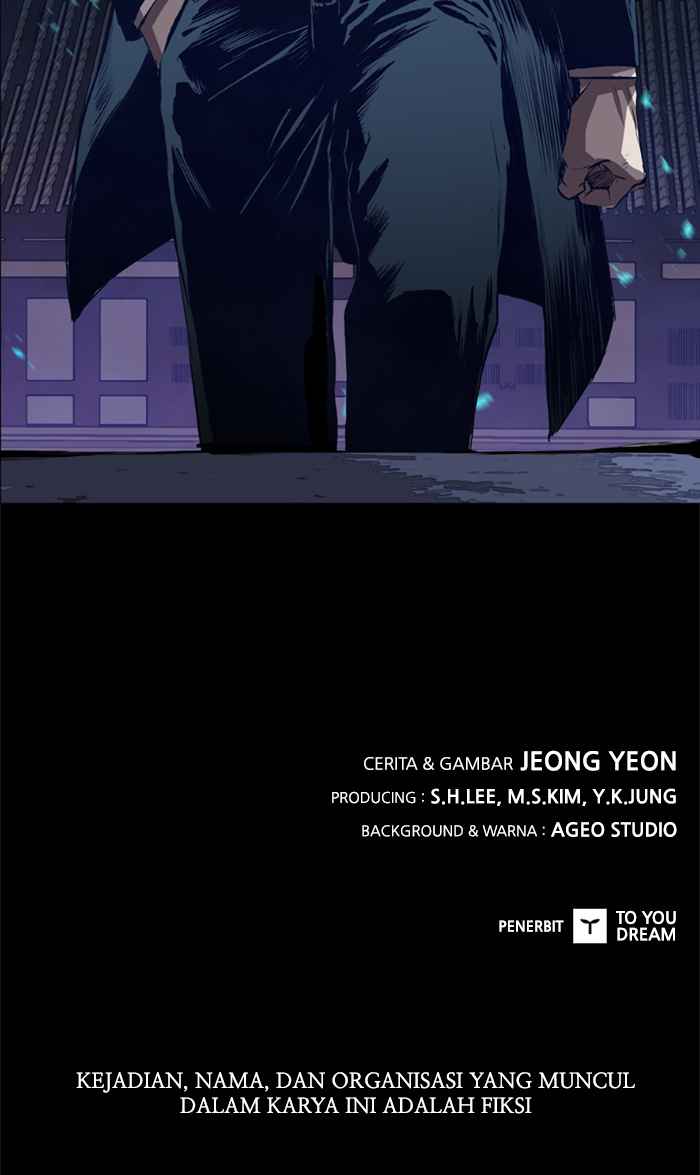 CERITA & GAMBAR JEONG YEON
PRODUCING : S.H.LEE, M.S.KIM, Y.K.JUNG
BACKGROUND & WARNA : AGEO STUDIO
PENERBIT TO YOU
DREAM
KEJADIAN, NAMA, DAN ORGANISASI YANG MUNCUL
DALAM KARYA INI ADALAH FIKSI